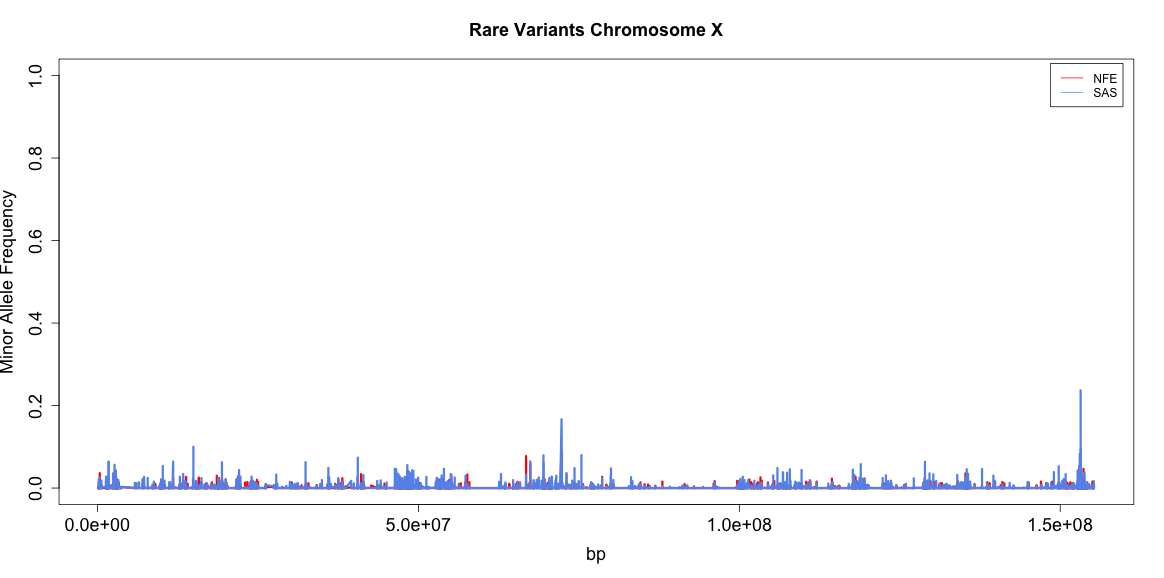 Rare Variants Chromosome X
NFE
SAS
Minor Allele Frequency
1.0
0.8
0.6
0.4
0.2
0.0
0.0e+00 5.0e+07 1.0e+08 1.5e+08
bp